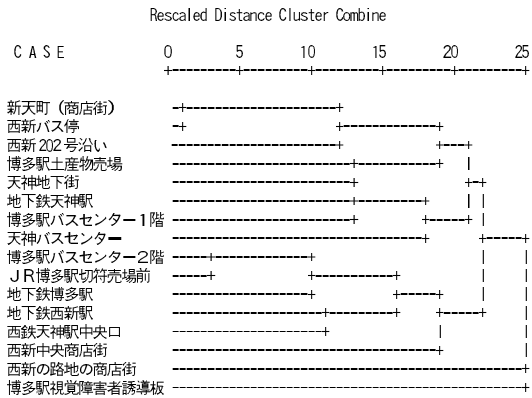 Rescaled Distance Cluster Combine
C A S E 0 5 10 15 20 25
+---------+---------+---------+---------+---------+
新天町（商店街）
西新バス停
西新202号沿い
博多駅土産物売場
天神地下街
地下鉄天神駅
博多駅バスセンター１階
天神バスセンター
博多駅バスセンター２階
ＪＲ博多駅切符売場前
地下鉄博多駅
地下鉄西新駅
西鉄天神駅中央口
西新中央商店街
西新の路地の商店街
博多駅視覚障害者誘導板